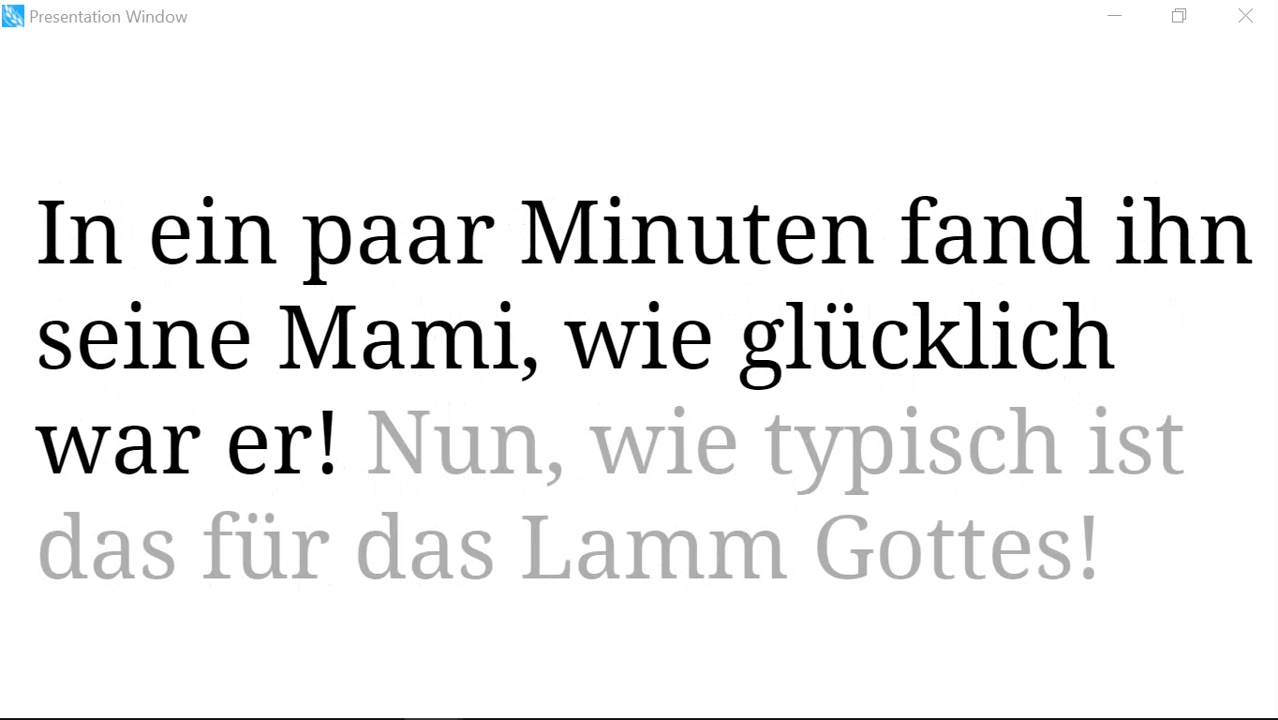 Presentation Window
In ein paar Minuten fand ihn
seine Mami, wie glücklich
war er! Nun, wie typisch ist
das für das Lamm Gottes!